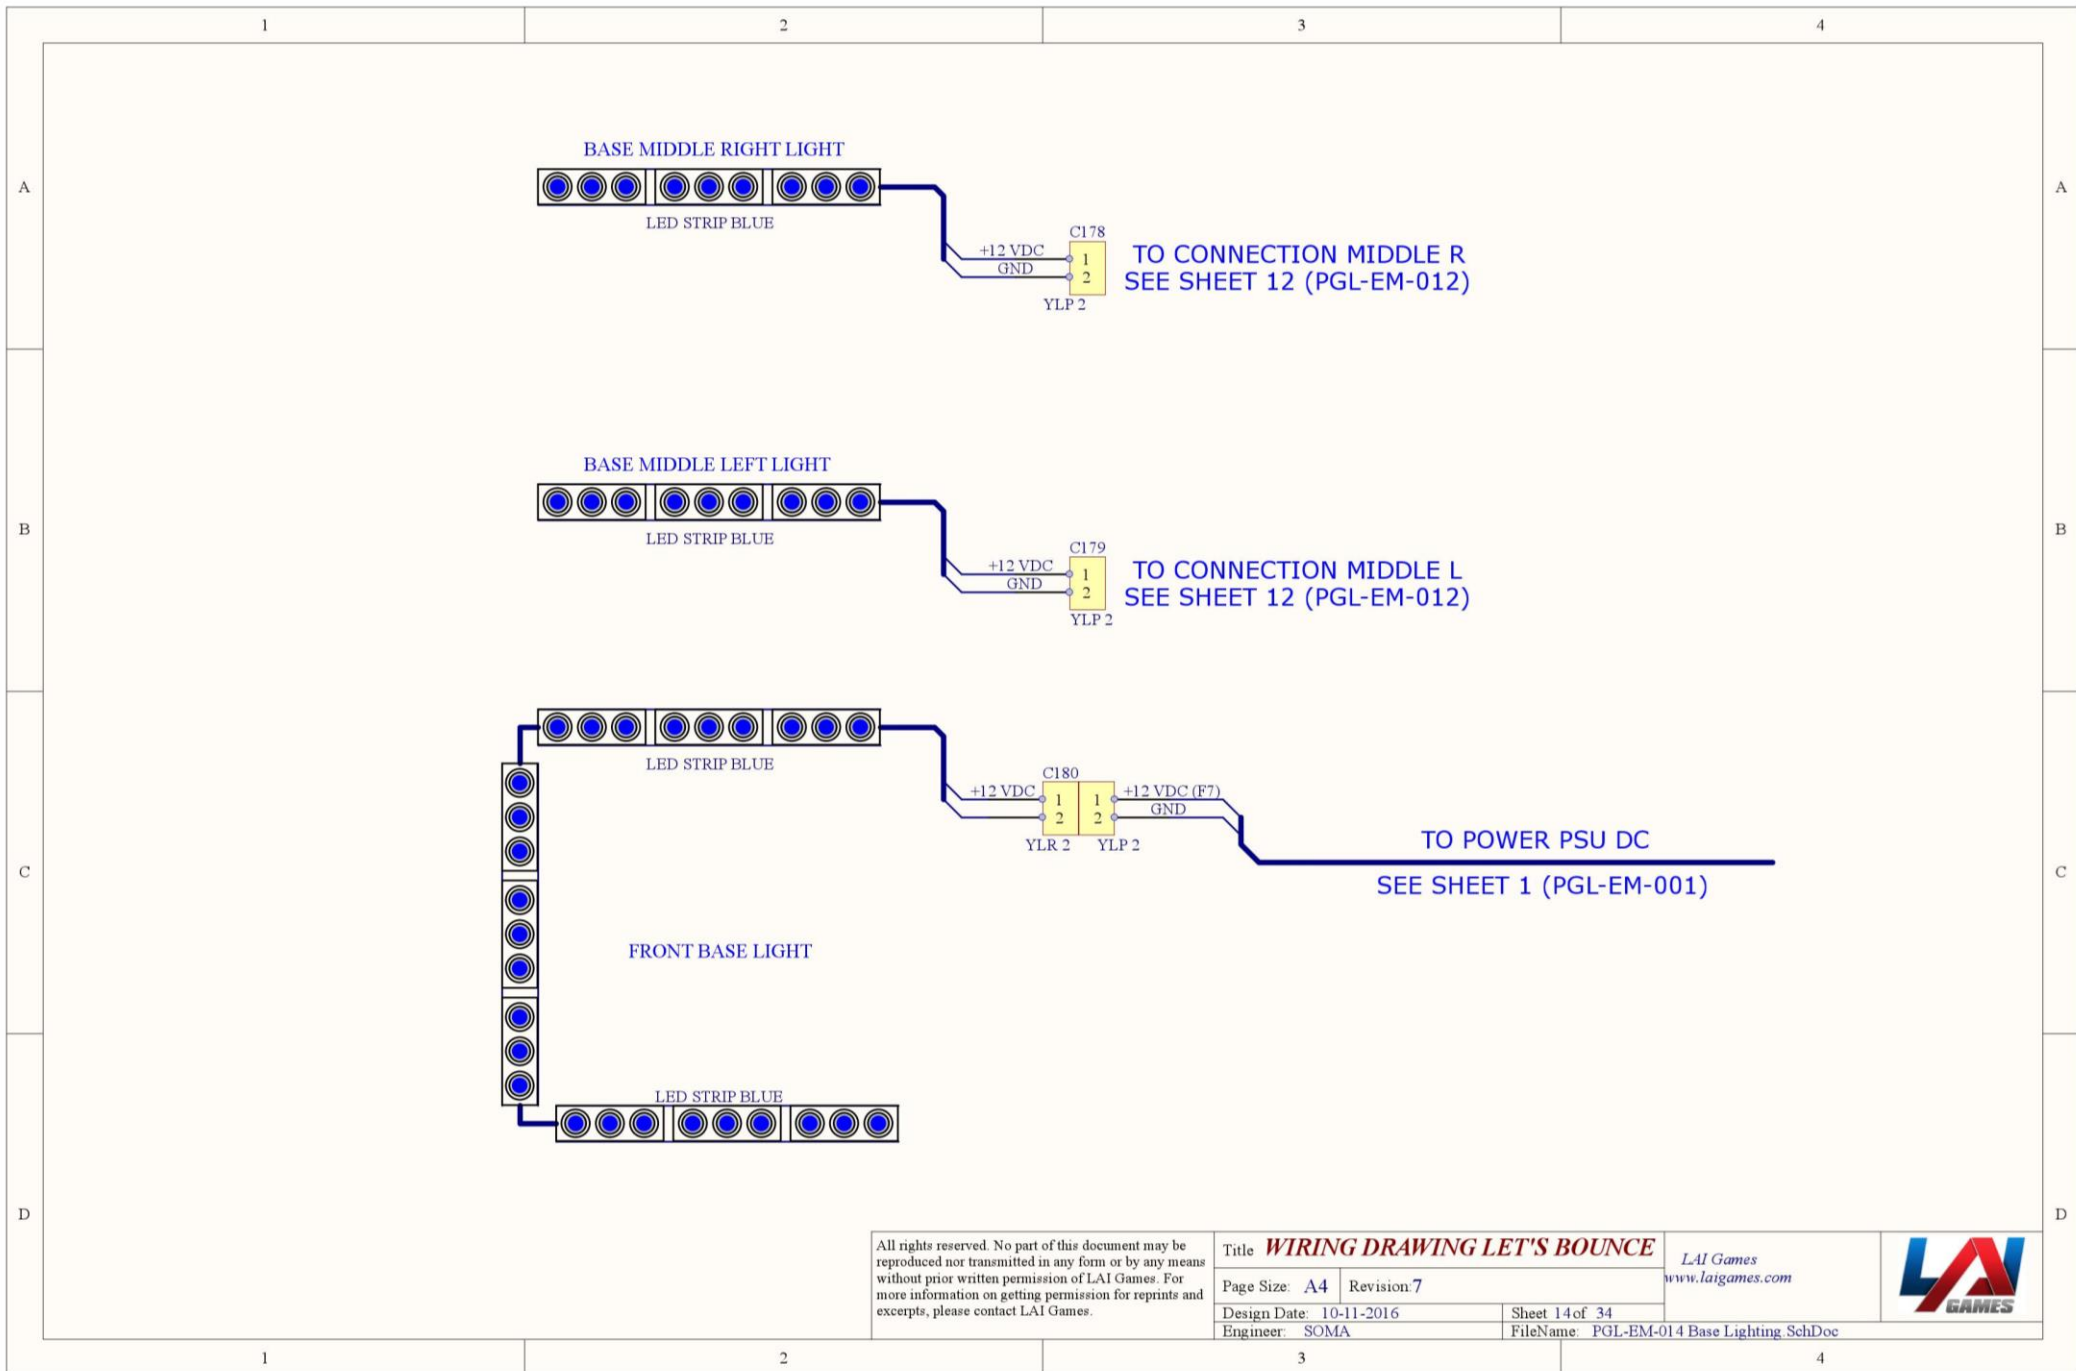 1 2 3 4
A A
BASE MIDDLE RIGHT LIGHT
LED STRIP BLUE
C178
+12 VDC 1
GND 2
YLP 2
TO CONNECTION MIDDLE R
SEE SHEET 12 (PGL-EM-012)
B B
BASE MIDDLE LEFT LIGHT
LED STRIP BLUE
C179
+12 VDC 1
GND 2
YLP 2
TO CONNECTION MIDDLE L
SEE SHEET 12 (PGL-EM-012)
C C
LED STRIP BLUE
C180
+12 VDC 1 1 +12 VDC (F7)
2 2 GND
YLR 2 YLP 2
TO POWER PSU DC
SEE SHEET 1 (PGL-EM-001)
FRONT BASE LIGHT
LED STRIP BLUE
D D
All rights reserved. No part of this document may be
reproduced nor transmitted in any form or by any means
without prior written permission of LAI Games. For
more information on getting permission for reprints and
excerpts, please contact LAI Games.
Title WIRING DRAWING LET'S BOUNCE
Page Size: A4 Revision:7
Design Date: 10-11-2016 Sheet 14 of 34
Engineer: SOMA FileName: PGL-EM-014 Base Lighting.SchDoc
LAI Games
www.laigames.com
LAI
GAMES
1 2 3 4